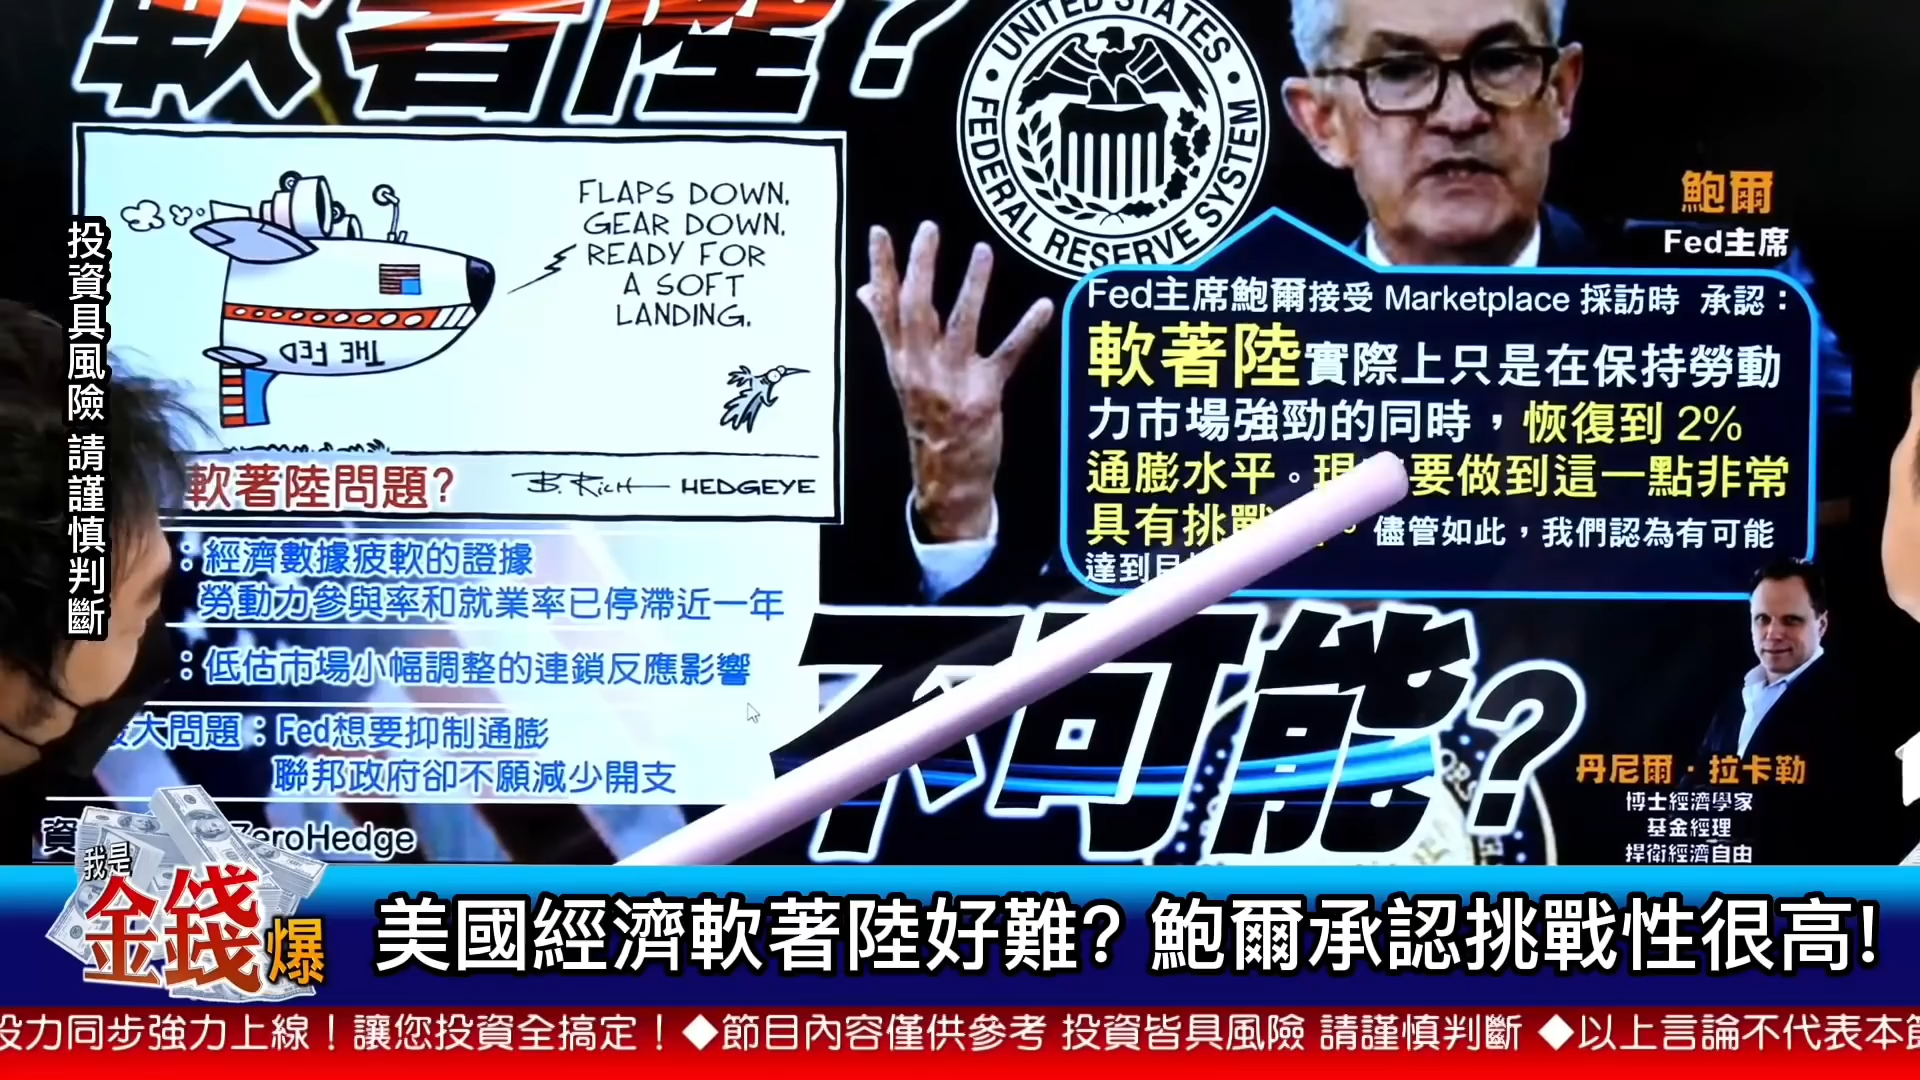 軟著陸?
FLAPS DOWN,
GEAR DOWN,
READY FOR
A SOFT
LANDING.
THE FED
B. RICH HEDGEYE
軟著陸問題?
:經濟數據疲軟的證據
勞動力參與率和就業率已停滯近一年
:低估市場小幅調整的連鎖反應影響
大問題:Fed想要抑制通膨
聯邦政府卻不願減少開支
資
ZeroHedge
UNITED STATES
FEDERAL RESERVE SYSTEM
鮑爾
Fed主席
Fed主席鮑爾接受 Marketplace 採訪時 承認:
軟著陸實際上只是在保持勞動
力市場強勁的同時,恢復到 2%
通膨水平。現 要做到這一點非常
具有挑戰 。儘管如此,我們認為有可能
達到
不可能?
丹尼爾·拉卡勒
博士經濟學家
基金經理
捍衛經濟自由
投資具風險 請謹慎判斷
我是
金錢爆
美國經濟軟著陸好難? 鮑爾承認挑戰性很高!
投力同步強力上線!讓您投資全搞定!◆節目內容僅供參考 投資皆具風險 請謹慎判斷 ◆以上言論不代表本節